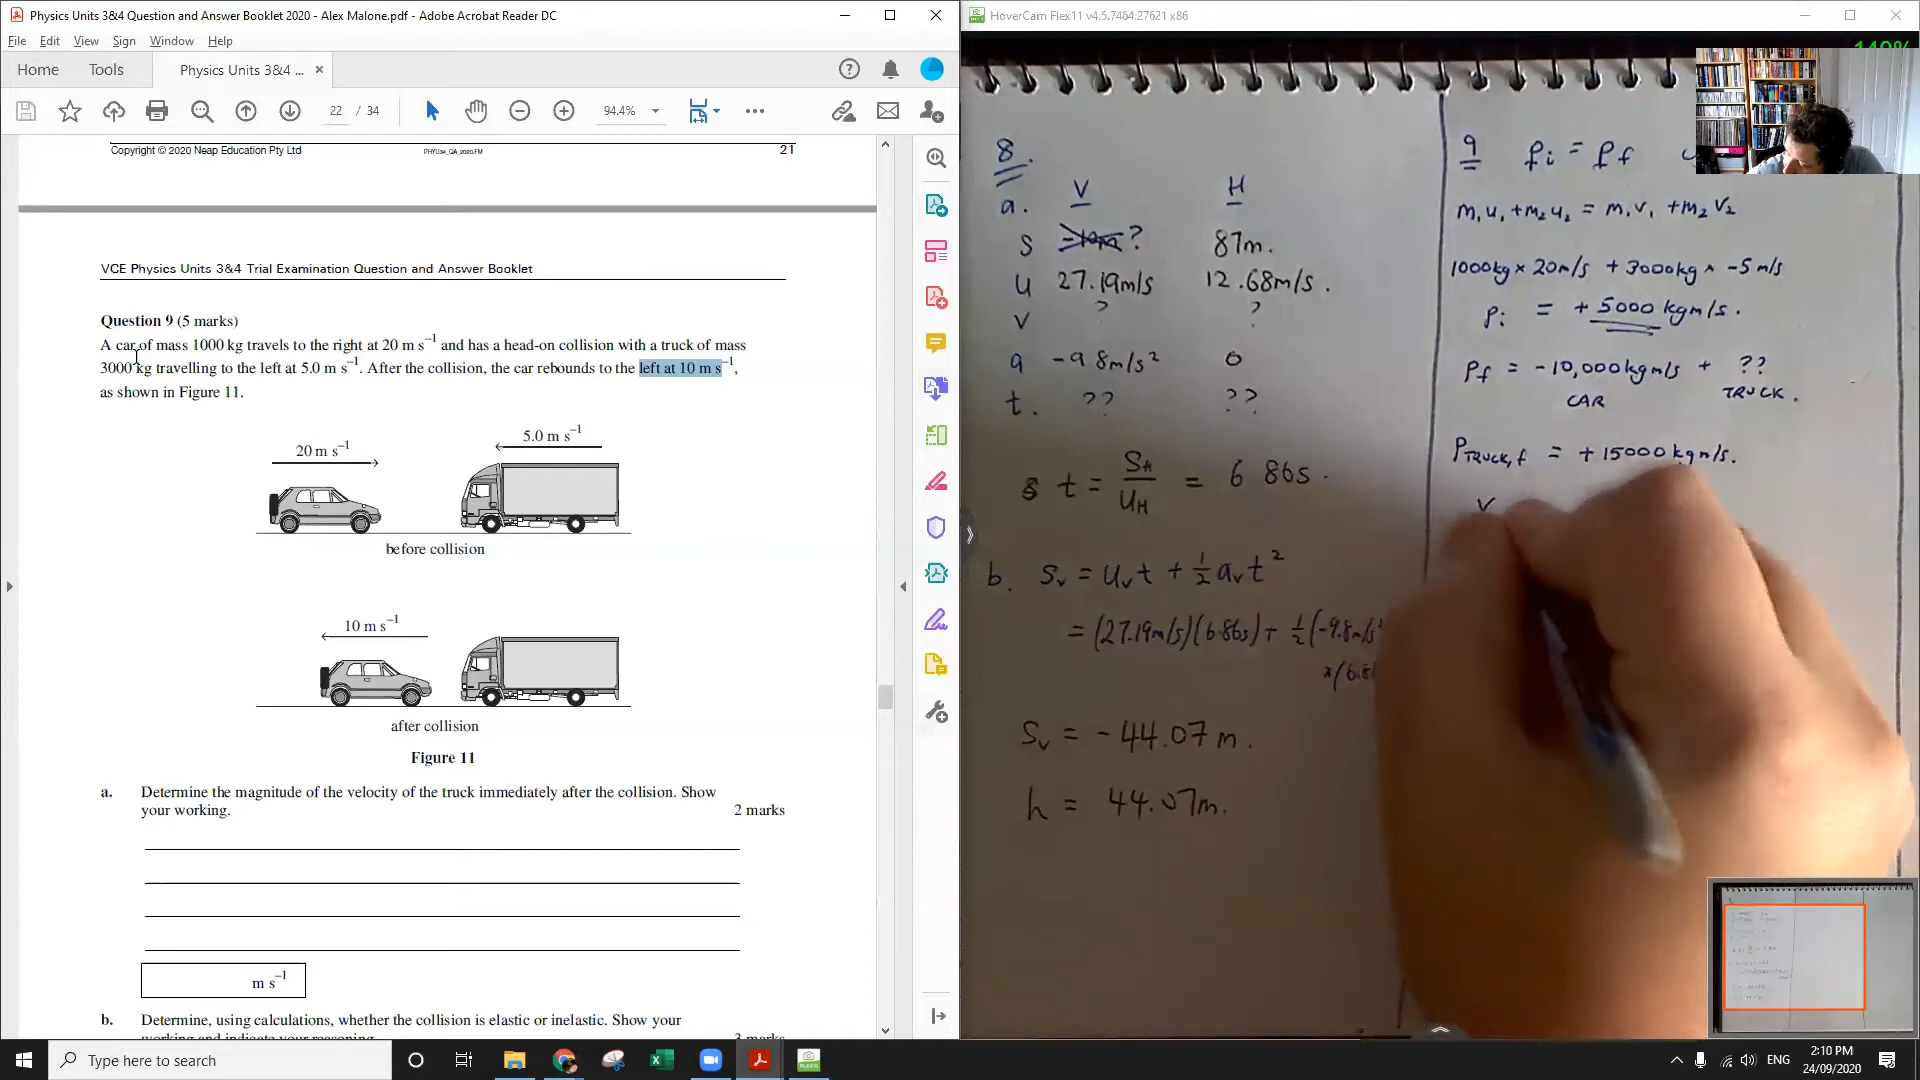 Physics Units 3&4 Question and Answer Booklet 2020 - Alex Malone.pdf - Adobe Acrobat Reader DC
File Edit View Sign Window Help
Home Tools Physics Units 3&4 ... ×
22 / 34 94.4%
Copyright © 2020 Neap Education Pty Ltd PHYU34_QA_2020.FM 21
VCE Physics Units 3&4 Trial Examination Question and Answer Booklet
Question 9 (5 marks)
A car of mass 1000 kg travels to the right at 20 m s⁻¹ and has a head-on collision with a truck of mass
3000 kg travelling to the left at 5.0 m s⁻¹. After the collision, the car rebounds to the left at 10 m s⁻¹,
as shown in Figure 11.
20 m s⁻¹ 5.0 m s⁻¹
before collision
10 m s⁻¹
after collision
Figure 11
a. Determine the magnitude of the velocity of the truck immediately after the collision. Show
your working. 2 marks
m s⁻¹
b. Determine, using calculations, whether the collision is elastic or inelastic. Show your
working and indicate your reasoning.
HoverCam Flex11 v4.5.7464.27621 x86
8.
V H
a.
S -19m ? 87m.
u 27.19m/s 12.68m/s.
V ? ?
a -9.8m/s² 0
t. ?? ??
s t = S_H / U_H = 6.86s.
b. S_v = u_v t + ½ a_v t²
= (27.19m/s)(6.86s) + ½(-9.8m/s²
S_v = -44.07 m.
h = 44.07m.
9 Pi = Pf
m₁u₁ + m₂u₂ = m₁v₁ + m₂v₂
1000kg × 20m/s + 3000kg × -5 m/s
Pi = +5000 kgm/s.
Pf = -10,000kgm/s + ??
CAR TRUCK.
P_TRUCK,f = +15000 kgm/s.
V
Type here to search
ENG
2:10 PM
24/09/2020